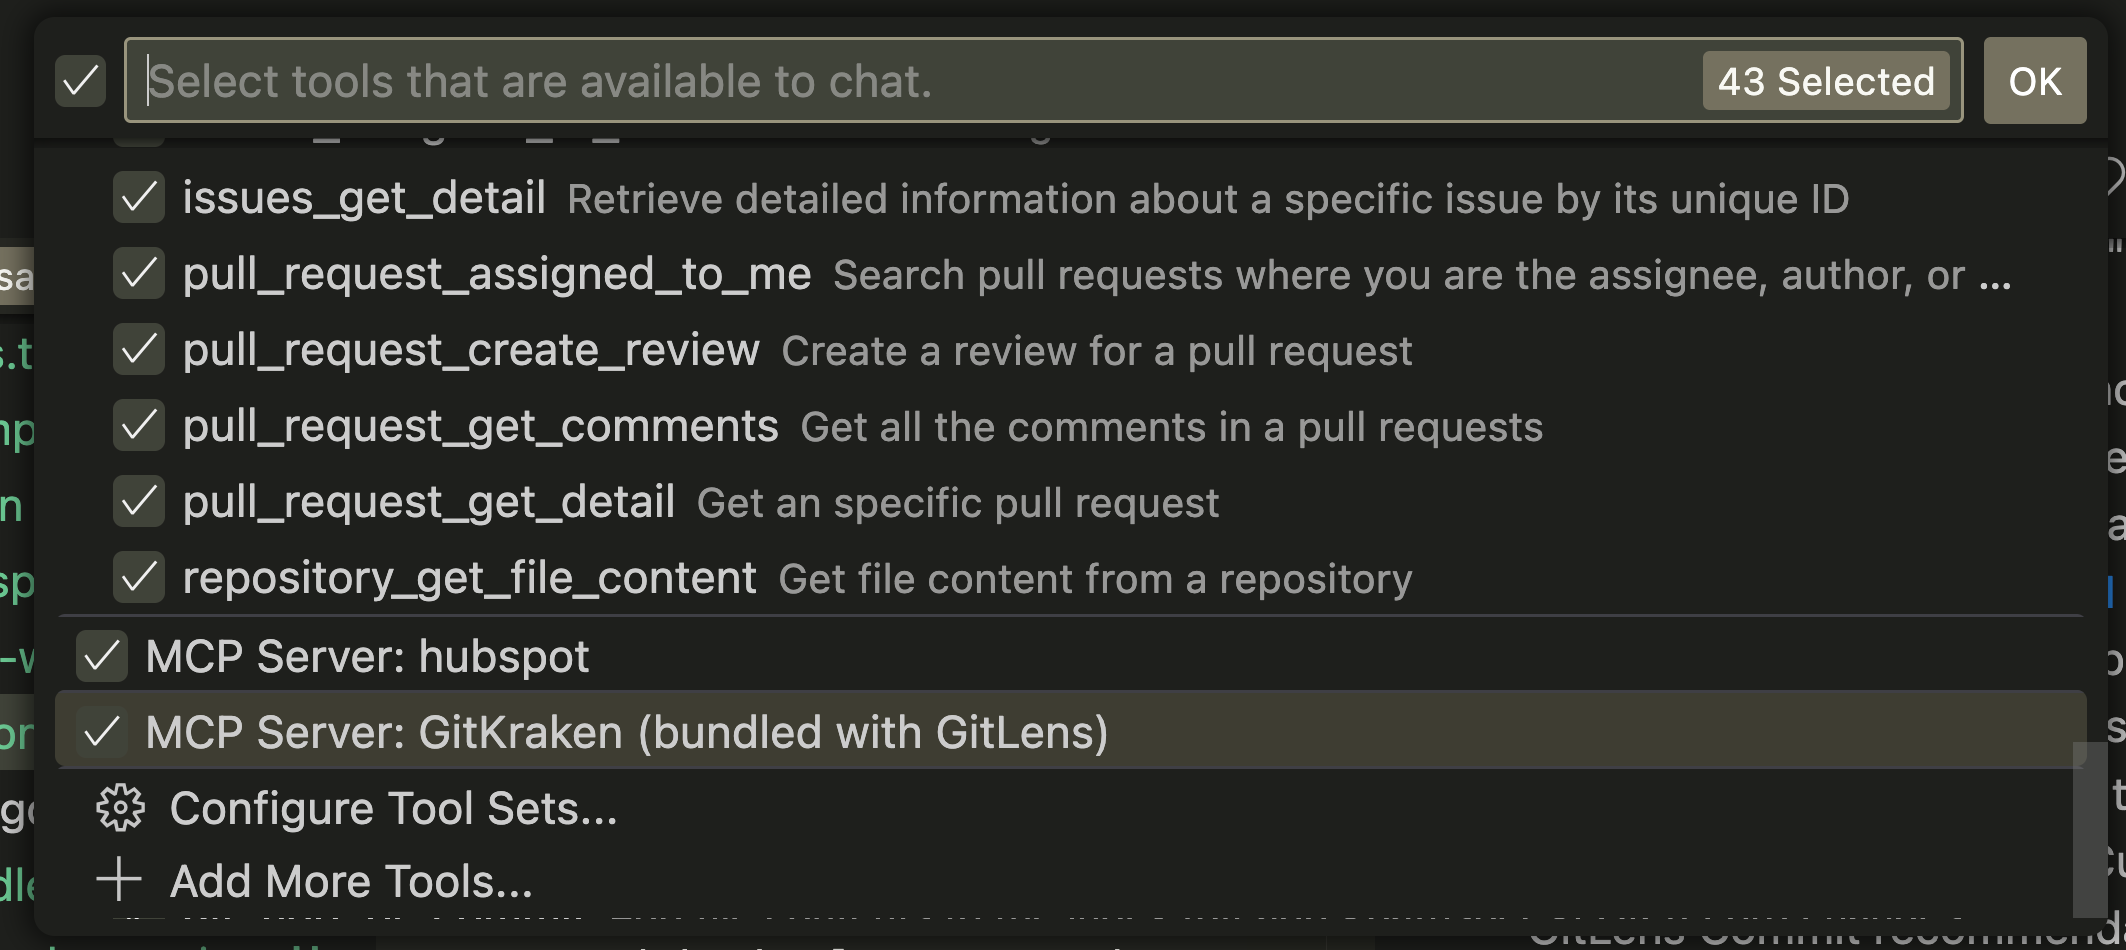 Select tools that are available to chat.
43 Selected
OK
issues_get_detail Retrieve detailed information about a specific issue by its unique ID
pull_request_assigned_to_me Search pull requests where you are the assignee, author, or ...
pull_request_create_review Create a review for a pull request
pull_request_get_comments Get all the comments in a pull requests
pull_request_get_detail Get an specific pull request
repository_get_file_content Get file content from a repository
MCP Server: hubspot
MCP Server: GitKraken (bundled with GitLens)
Configure Tool Sets...
Add More Tools...